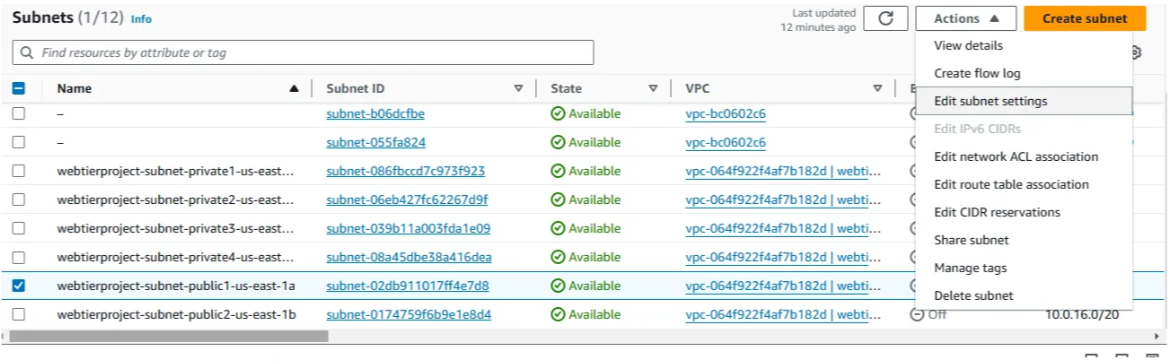 Subnets (1/12) Info
Last updated
12 minutes ago
Actions
Create subnet
Find resources by attribute or tag
View details
Create flow log
Edit subnet settings
Edit IPv6 CIDRs
Edit network ACL association
Edit route table association
Edit CIDR reservations
Share subnet
Manage tags
Delete subnet
Name Subnet ID State VPC
– subnet-b06dcfbe Available vpc-bc0602c6
– subnet-055fa824 Available vpc-bc0602c6
webtierproject-subnet-private1-us-east... subnet-086fbccd7c973f923 Available vpc-064f922f4af7b182d | webti...
webtierproject-subnet-private2-us-east... subnet-06eb427fc62267d9f Available vpc-064f922f4af7b182d | webti...
webtierproject-subnet-private3-us-east... subnet-039b11a003fda1e09 Available vpc-064f922f4af7b182d | webti...
webtierproject-subnet-private4-us-east... subnet-08a45dbe38a416dea Available vpc-064f922f4af7b182d | webti...
webtierproject-subnet-public1-us-east-1a subnet-02db911017ff4e7d8 Available vpc-064f922f4af7b182d | webti...
webtierproject-subnet-public2-us-east-1b subnet-0174759f6b9e1e8d4 Available vpc-064f922f4af7b182d | webti... Off 10.0.16.0/20